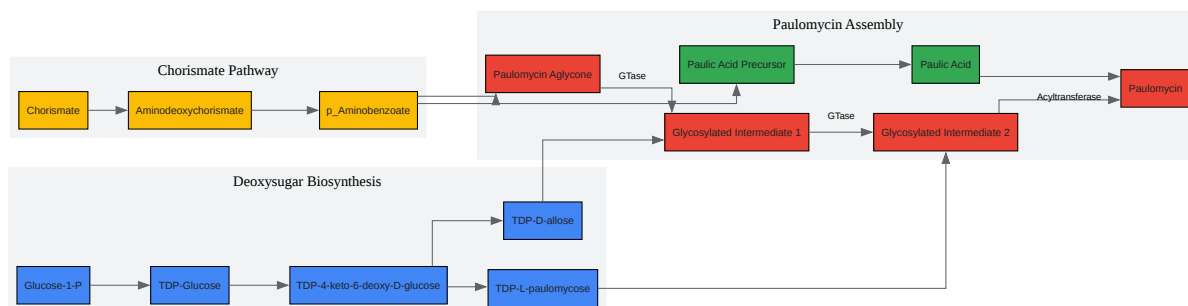 Paulomycin Assembly
Paulomycin Aglycone
GTase
Paulic Acid Precursor
Paulic Acid
Paulomycin
Acyltransferase
Glycosylated Intermediate 1
GTase
Glycosylated Intermediate 2
Chorismate Pathway
Chorismate
Aminodeoxychorismate
p_Aminobenzoate
Deoxysugar Biosynthesis
TDP-D-allose
Glucose-1-P
TDP-Glucose
TDP-4-keto-6-deoxy-D-glucose
TDP-L-paulomycose